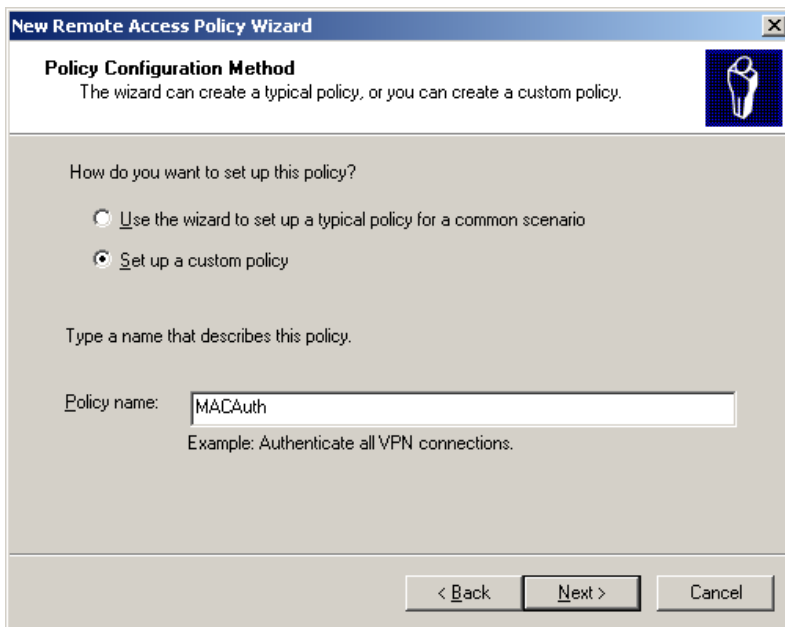 New Remote Access Policy Wizard
Policy Configuration Method
The wizard can create a typical policy, or you can create a custom policy.
How do you want to set up this policy?
Use the wizard to set up a typical policy for a common scenario
Set up a custom policy
Type a name that describes this policy.
Policy name: MACAuth
Example: Authenticate all VPN connections.
< Back Next > Cancel